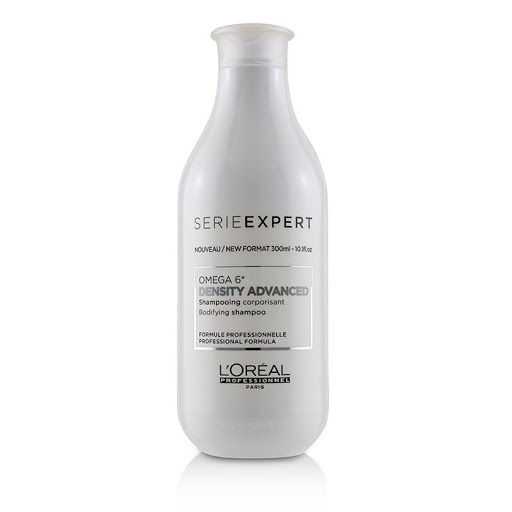 SERIEEXPERT
NOUVEAU / NEW FORMAT 300ml - 10.1fl.oz
OMEGA 6*
DENSITY ADVANCED
Shampooing corporisant
Bodifying shampoo
FORMULE PROFESSIONNELLE
PROFESSIONAL FORMULA
L'ORÉAL
PROFESSIONNEL
PARIS